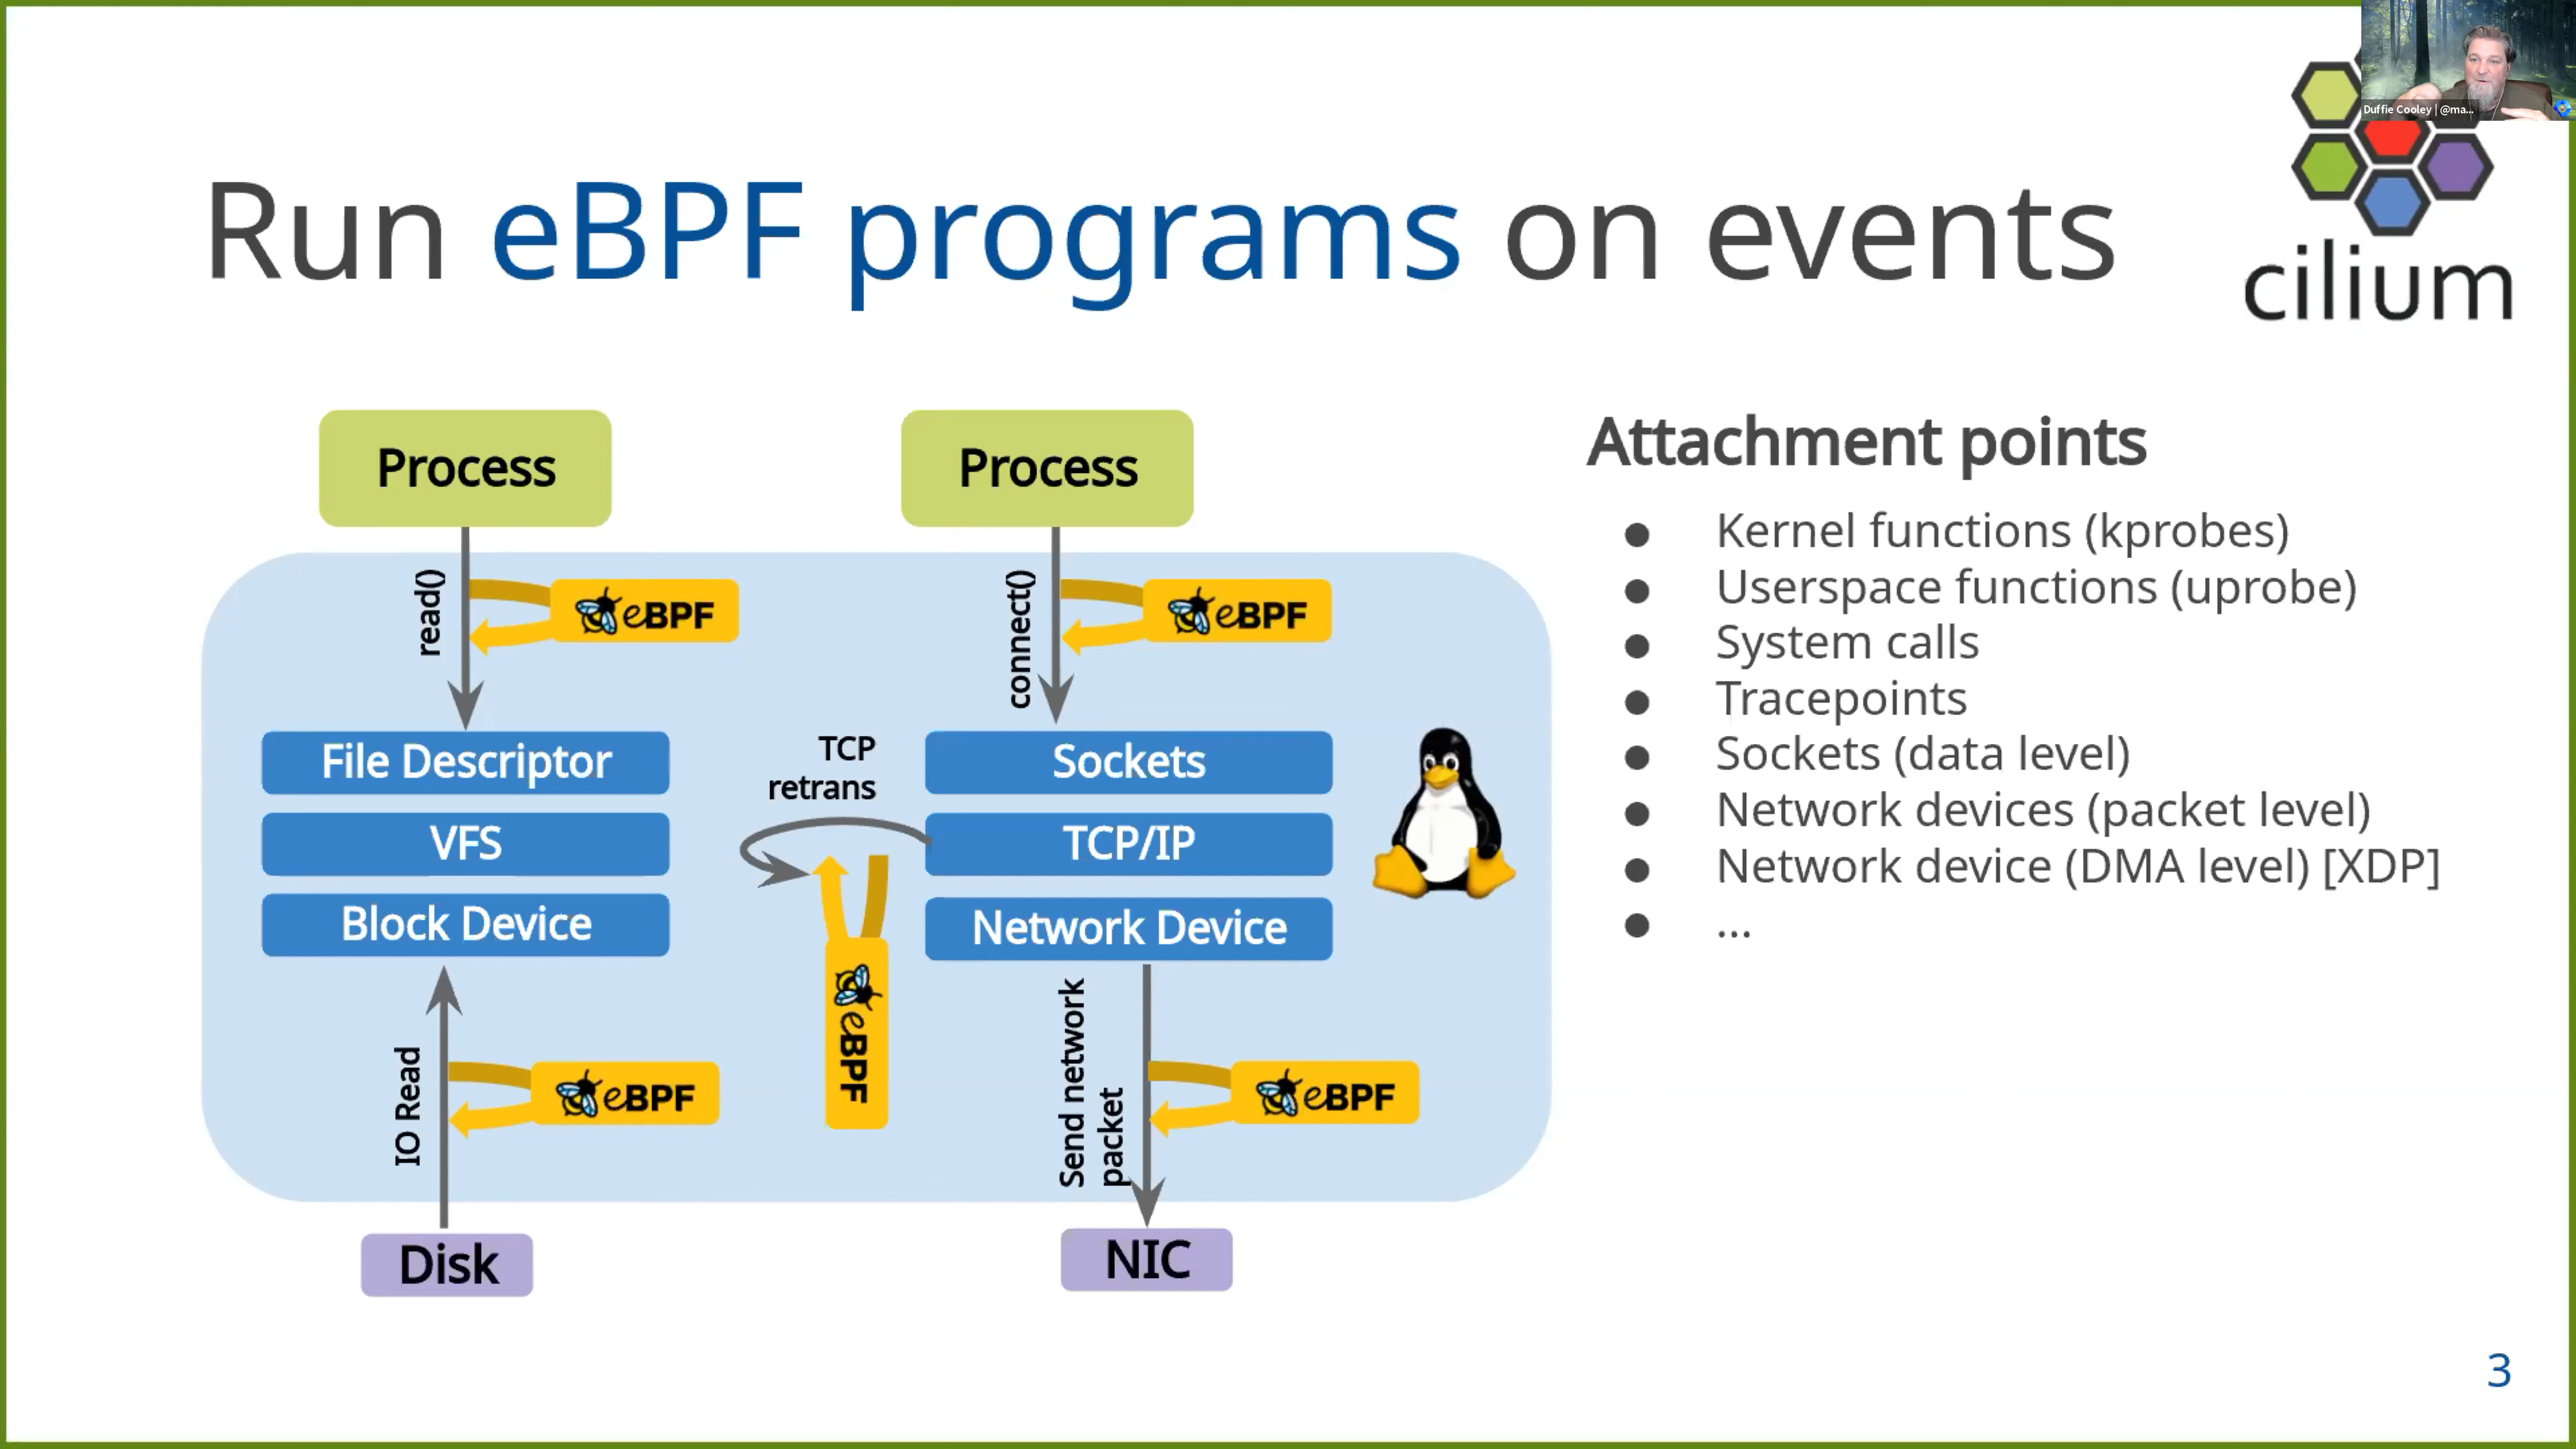 Duffie Cooley | @ma...
cilium
Run eBPF programs on events
Process
Process
read()
eBPF
connect()
eBPF
File Descriptor
VFS
Block Device
TCP
retrans
Sockets
TCP/IP
Network Device
eBPF
IO Read
eBPF
Send network
packet
eBPF
Disk
NIC
Attachment points
● Kernel functions (kprobes)
● Userspace functions (uprobe)
● System calls
● Tracepoints
● Sockets (data level)
● Network devices (packet level)
● Network device (DMA level) [XDP]
● ...
3